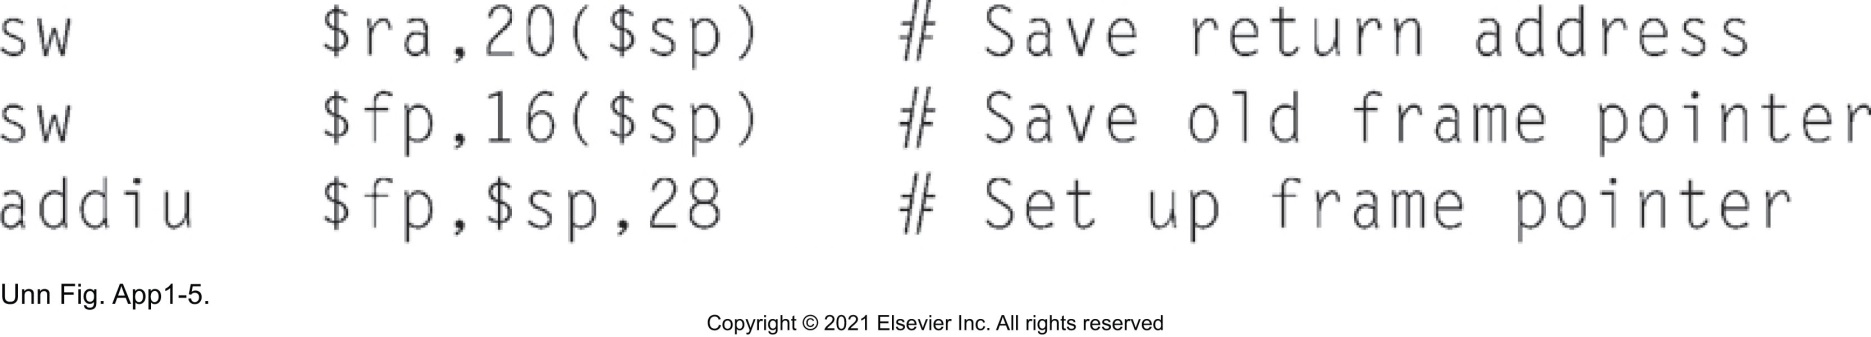 sw $ra,20($sp) # Save return address
sw $fp,16($sp) # Save old frame pointer
addiu $fp,$sp,28 # Set up frame pointer
Unn Fig. App1-5.
Copyright © 2021 Elsevier Inc. All rights reserved